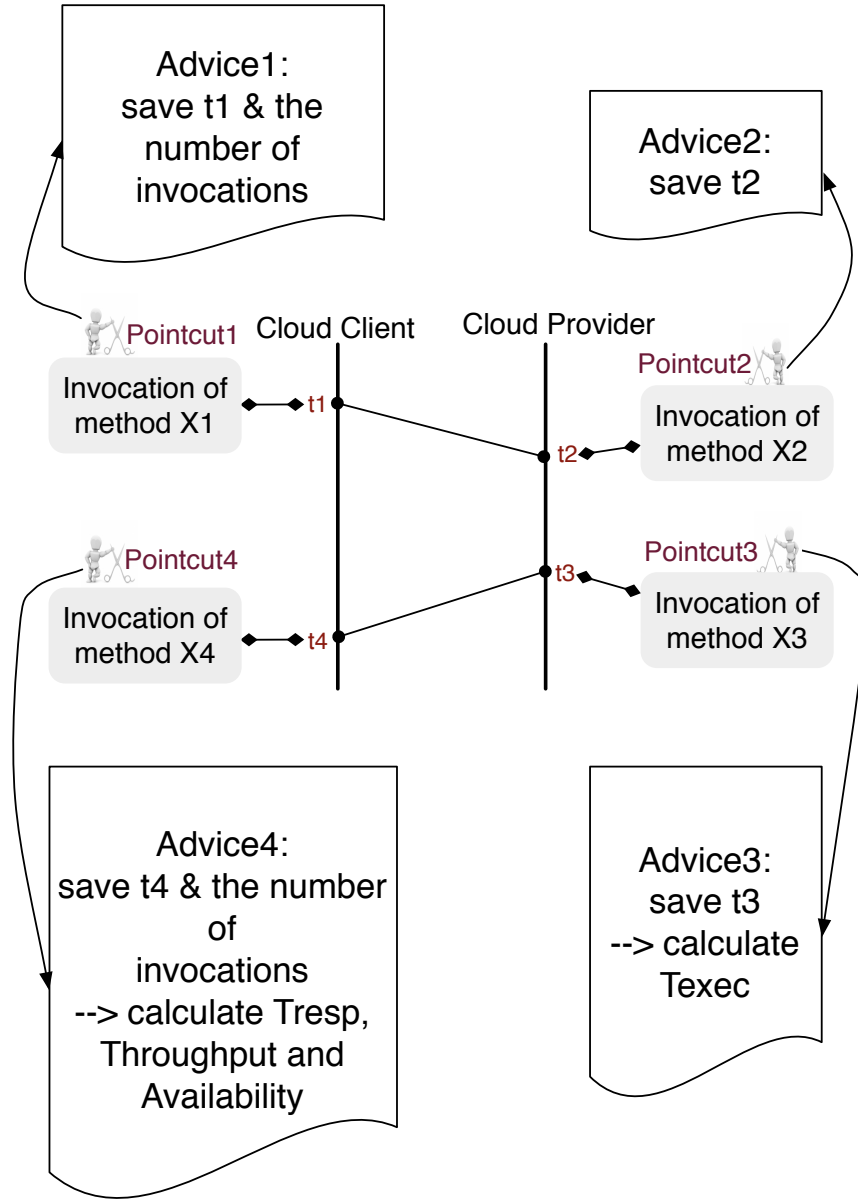 Advice1:
save t1 & the
number of
invocations
Advice2:
save t2
Pointcut1
Cloud Client
Cloud Provider
Pointcut2
Invocation of
method X1
t1
t2
Invocation of
method X2
Pointcut4
Pointcut3
Invocation of
method X4
t4
t3
Invocation of
method X3
Advice4:
save t4 & the number
of
invocations
--> calculate Tresp,
Throughput and
Availability
Advice3:
save t3
--> calculate
Texec